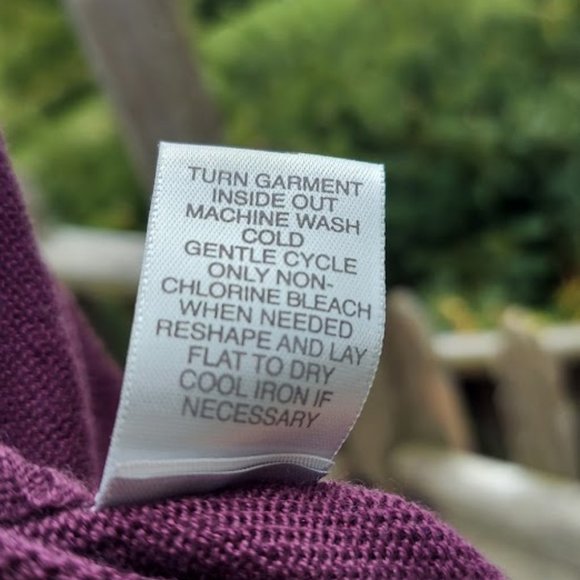 TURN GARMENT
INSIDE OUT
MACHINE WASH
COLD
GENTLE CYCLE
ONLY NON-
CHLORINE BLEACH
WHEN NEEDED
RESHAPE AND LAY
FLAT TO DRY
COOL IRON IF
NECESSARY